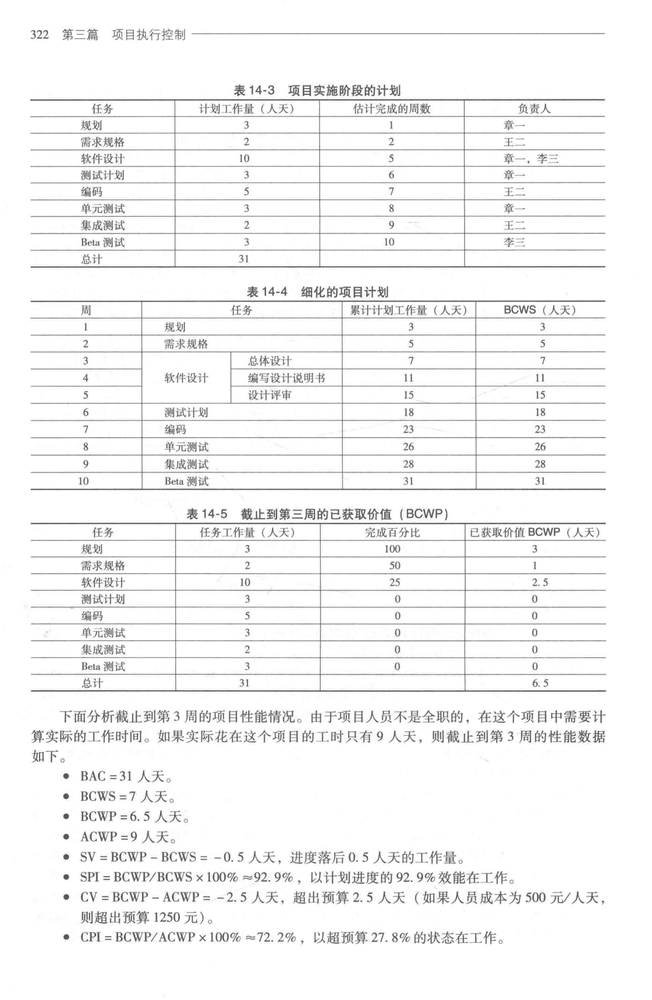 322 第三篇 项目执行控制
表 14-3 项目实施阶段的计划
任务 计划工作量（人天） 估计完成的周数 负责人
规划 3 1 章一
需求规格 2 2 王二
软件设计 10 5 章一，李三
测试计划 3 6 章一
编码 5 7 王二
单元测试 3 8 章一
集成测试 2 9 王二
Beta 测试 3 10 李三
总计 31
表 14-4 细化的项目计划
周 任务 累计计划工作量（人天） BCWS（人天）
1 规划 3 3
2 需求规格 5 5
3 总体设计 7 7
4 软件设计 编写设计说明书 11 11
5 设计评审 15 15
6 测试计划 18 18
7 编码 23 23
8 单元测试 26 26
9 集成测试 28 28
10 Beta 测试 31 31
表 14-5 截止到第三周的已获取价值（BCWP）
任务 任务工作量（人天） 完成百分比 已获取价值 BCWP（人天）
规划 3 100 3
需求规格 2 50 1
软件设计 10 25 2.5
测试计划 3 0 0
编码 5 0 0
单元测试 3 0 0
集成测试 2 0 0
Beta 测试 3 0 0
总计 31 6.5
下面分析截止到第 3 周的项目性能情况。由于项目人员不是全职的，在这个项目中需要计
算实际的工作时间。如果实际花在这个项目的工时只有 9 人天，则截止到第 3 周的性能数据
如下。
● BAC =31 人天。
● BCWS =7 人天。
● BCWP =6.5 人天。
● ACWP =9 人天。
● SV = BCWP – BCWS = –0.5 人天，进度落后 0.5 人天的工作量。
● SPI = BCWP/BCWS × 100% ≈92.9%，以计划进度的 92.9% 效能在工作。
● CV = BCWP – ACWP = –2.5 人天，超出预算 2.5 人天（如果人员成本为 500 元/人天，
则超出预算 1250 元）。
● CPI = BCWP/ACWP × 100% ≈72.2%，以超预算 27.8% 的状态在工作。